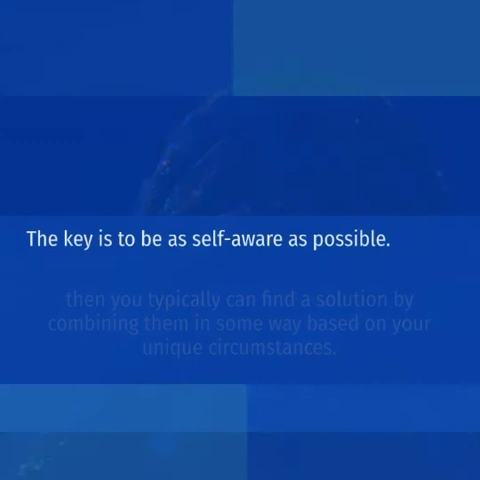 The key is to be as self-aware as possible.
then you typically can find a solution by
combining them in some way based on your
unique circumstances.